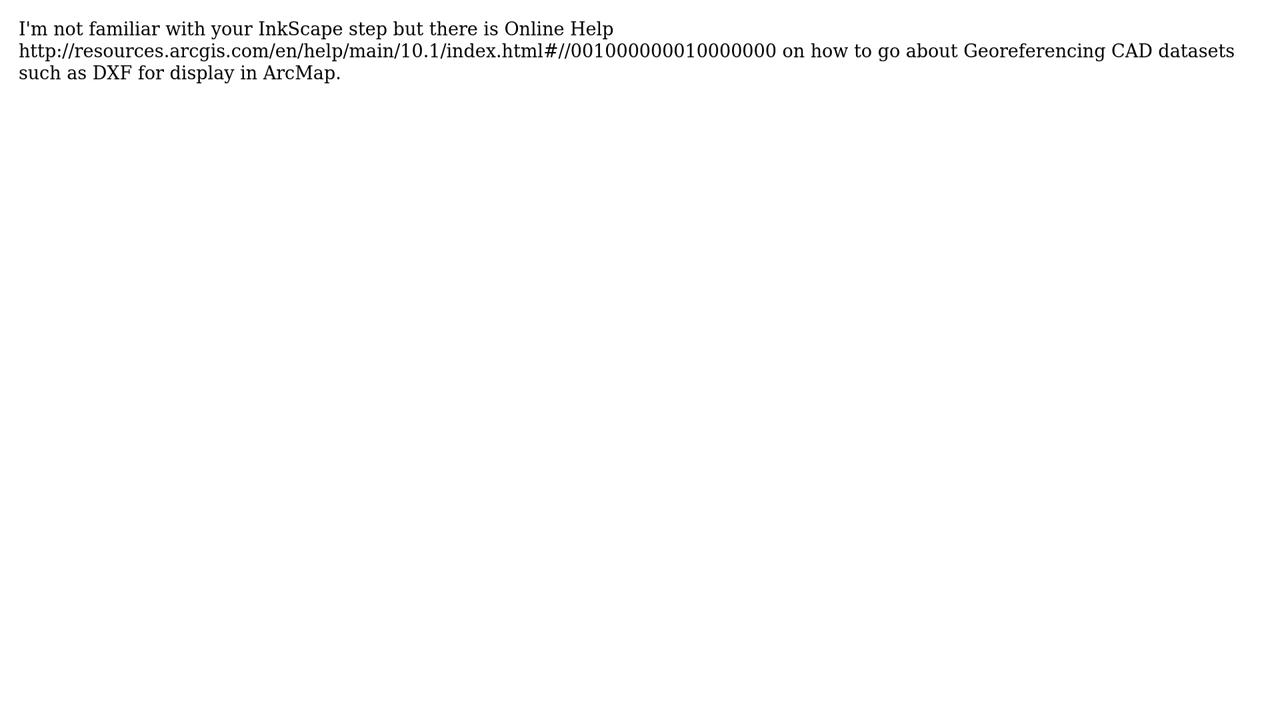 I'm not familiar with your InkScape step but there is Online Help
http://resources.arcgis.com/en/help/main/10.1/index.html#//001000000010000000 on how to go about Georeferencing CAD datasets
such as DXF for display in ArcMap.